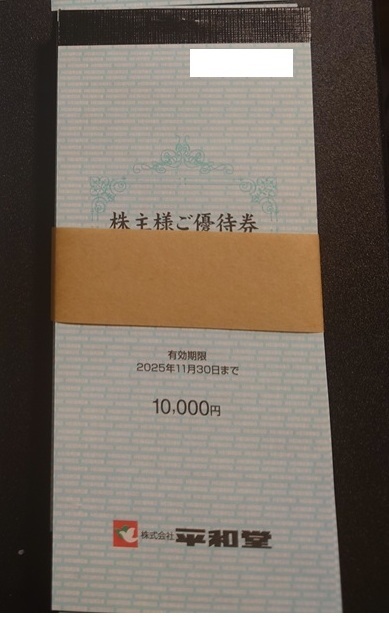 株主様ご優待券
有効期限
2025年11月30日まで
10,000円
株式会社 平和堂